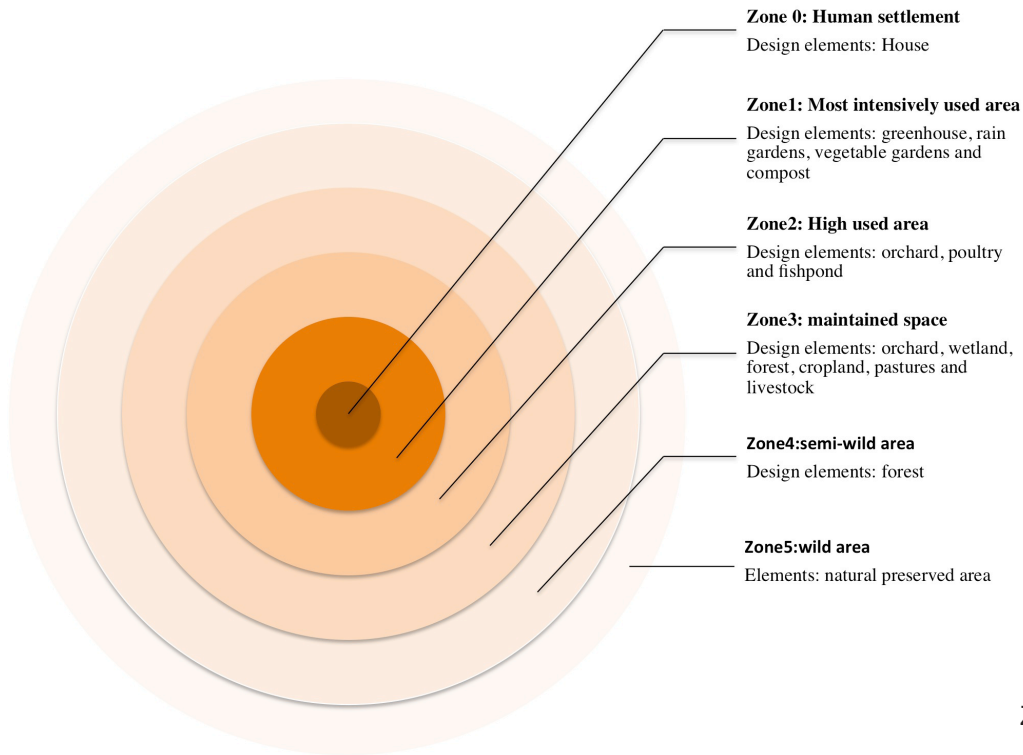 Zone 0: Human settlement
Design elements: House
Zone1: Most intensively used area
Design elements: greenhouse, rain
gardens, vegetable gardens and
compost
Zone2: High used area
Design elements: orchard, poultry
and fishpond
Zone3: maintained space
Design elements: orchard, wetland,
forest, cropland, pastures and
livestock
Zone4:semi-wild area
Design elements: forest
Zone5:wild area
Elements: natural preserved area